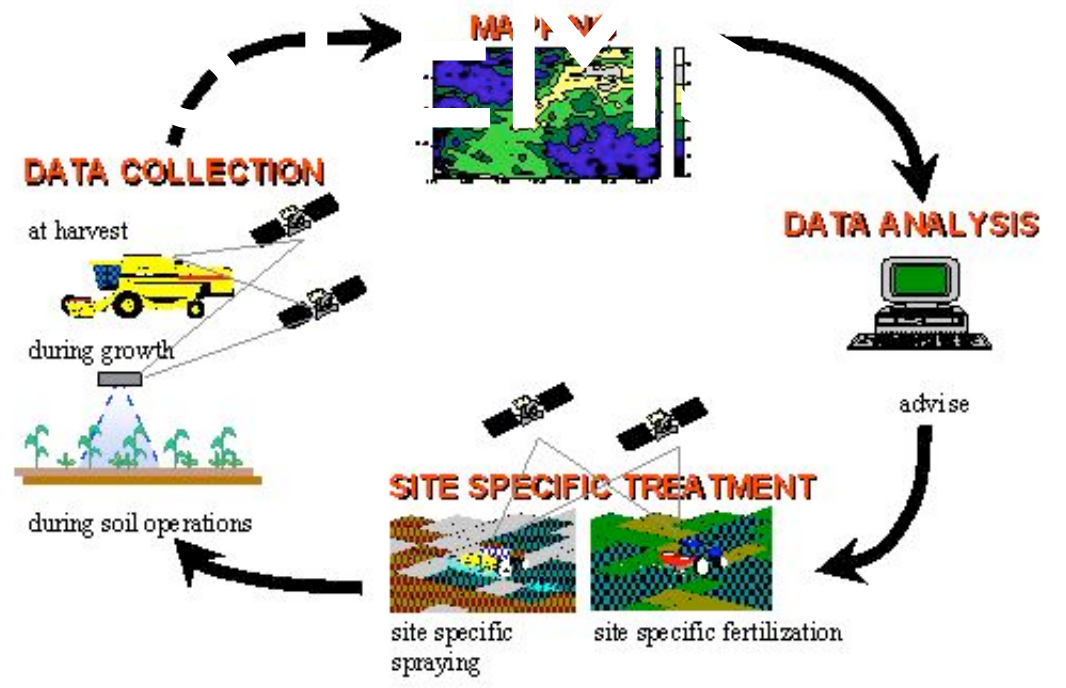 DATA COLLECTION
at harvest
during growth
during soil operations
DATA ANALYSIS
advise
SITE SPECIFIC TREATMENT
site specific
spraying
site specific fertilization